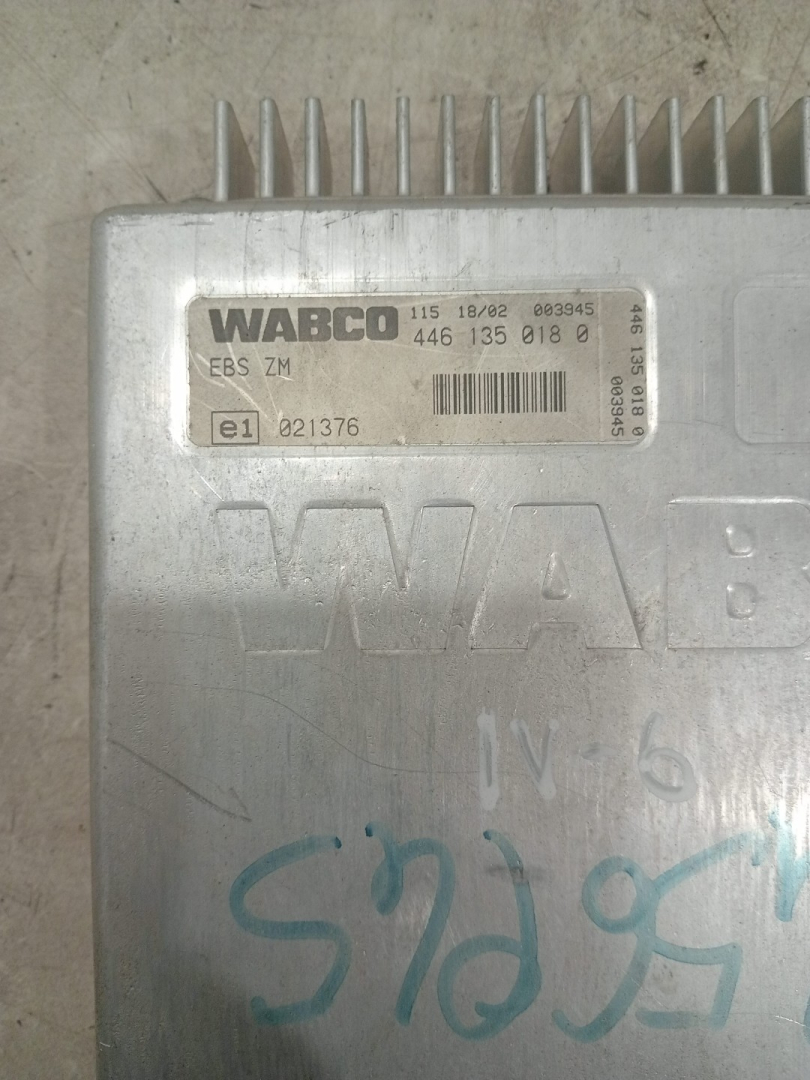 WABCO 115 18/02 003945
446 135 018 0
EBS ZM
e1 021376
446 135 018 0
003945
WAB
IV-6